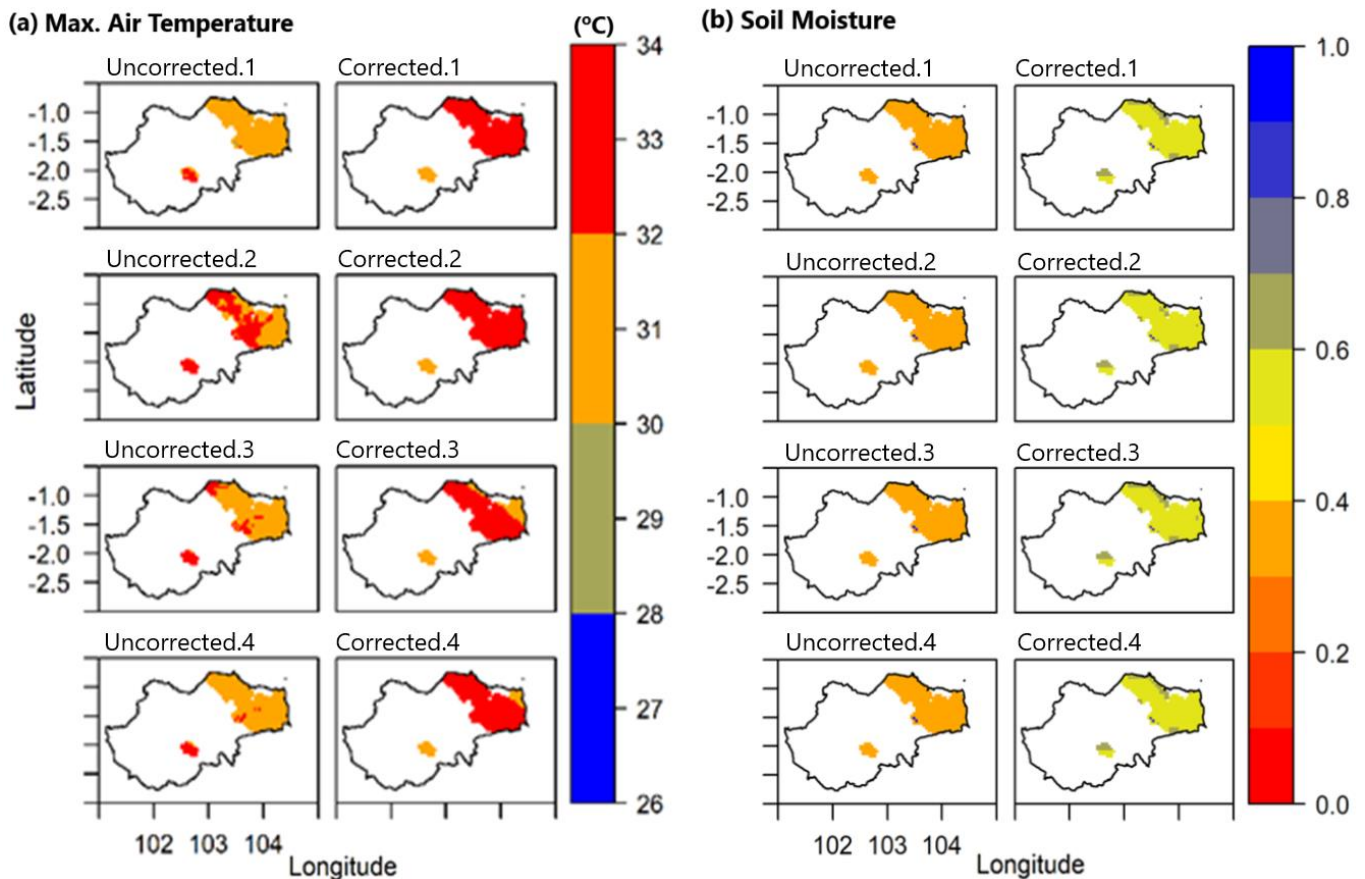 (a) Max. Air Temperature
(ºC)
Uncorrected.1 Corrected.1
-1.0
-1.5
-2.0
-2.5
Uncorrected.2 Corrected.2
Uncorrected.3 Corrected.3
-1.0
-1.5
-2.0
-2.5
Uncorrected.4 Corrected.4
102 103 104
Latitude
Longitude
34
33
32
31
30
29
28
27
26
(b) Soil Moisture
Uncorrected.1 Corrected.1
-1.0
-1.5
-2.0
-2.5
Uncorrected.2 Corrected.2
Uncorrected.3 Corrected.3
-1.0
-1.5
-2.0
-2.5
Uncorrected.4 Corrected.4
102 103 104
Longitude
1.0
0.8
0.6
0.4
0.2
0.0